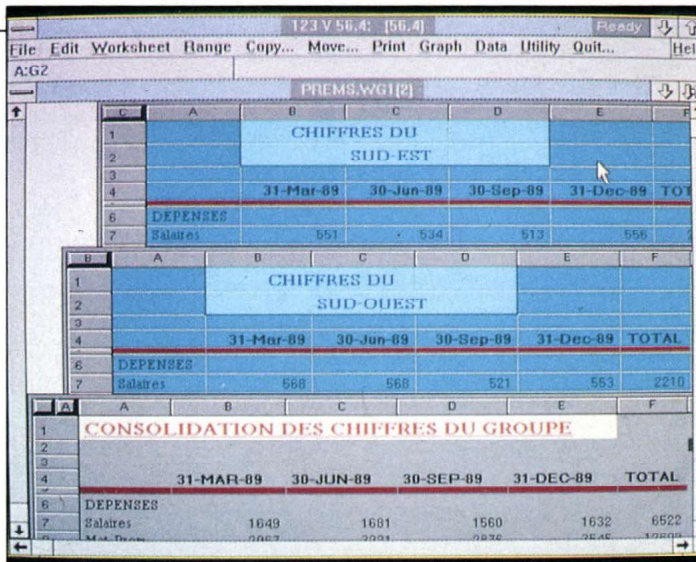 123 V 56.4: [56,4] Ready
File Edit Worksheet Range Copy... Move... Print Graph Data Utility Quit... Hel
A:G2
PREMS.WG1[2]
C A B C D E F
1 CHIFFRES DU
2 SUD-EST
3
4 31-Mar-89 30-Jun-89 30-Sep-89 31-Dec-89 TOT
6 DEPENSES
7 Salaires 551 534 513 556 2
B A B C D E F
1 CHIFFRES DU
2 SUD-OUEST
3
4 31-Mar-89 30-Jun-89 30-Sep-89 31-Dec-89 TOTAL
6 DEPENSES
7 Salaires 568 568 521 553 2210
A A B C D E F
1 CONSOLIDATION DES CHIFFRES DU GROUPE
2
3
4 31-MAR-89 30-JUN-89 30-SEP-89 31-DEC-89 TOTAL
6 DEPENSES
7 Salaires 1649 1681 1560 1632 6522